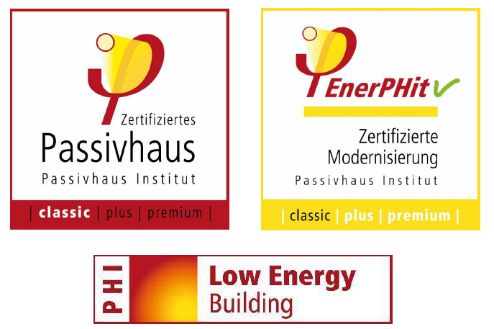 Zertifiziertes
Passivhaus
Passivhaus Institut
| classic | plus | premium |
EnerPHit
Zertifizierte
Modernisierung
Passivhaus Institut
| classic | plus | premium |
PHI
Low Energy
Building